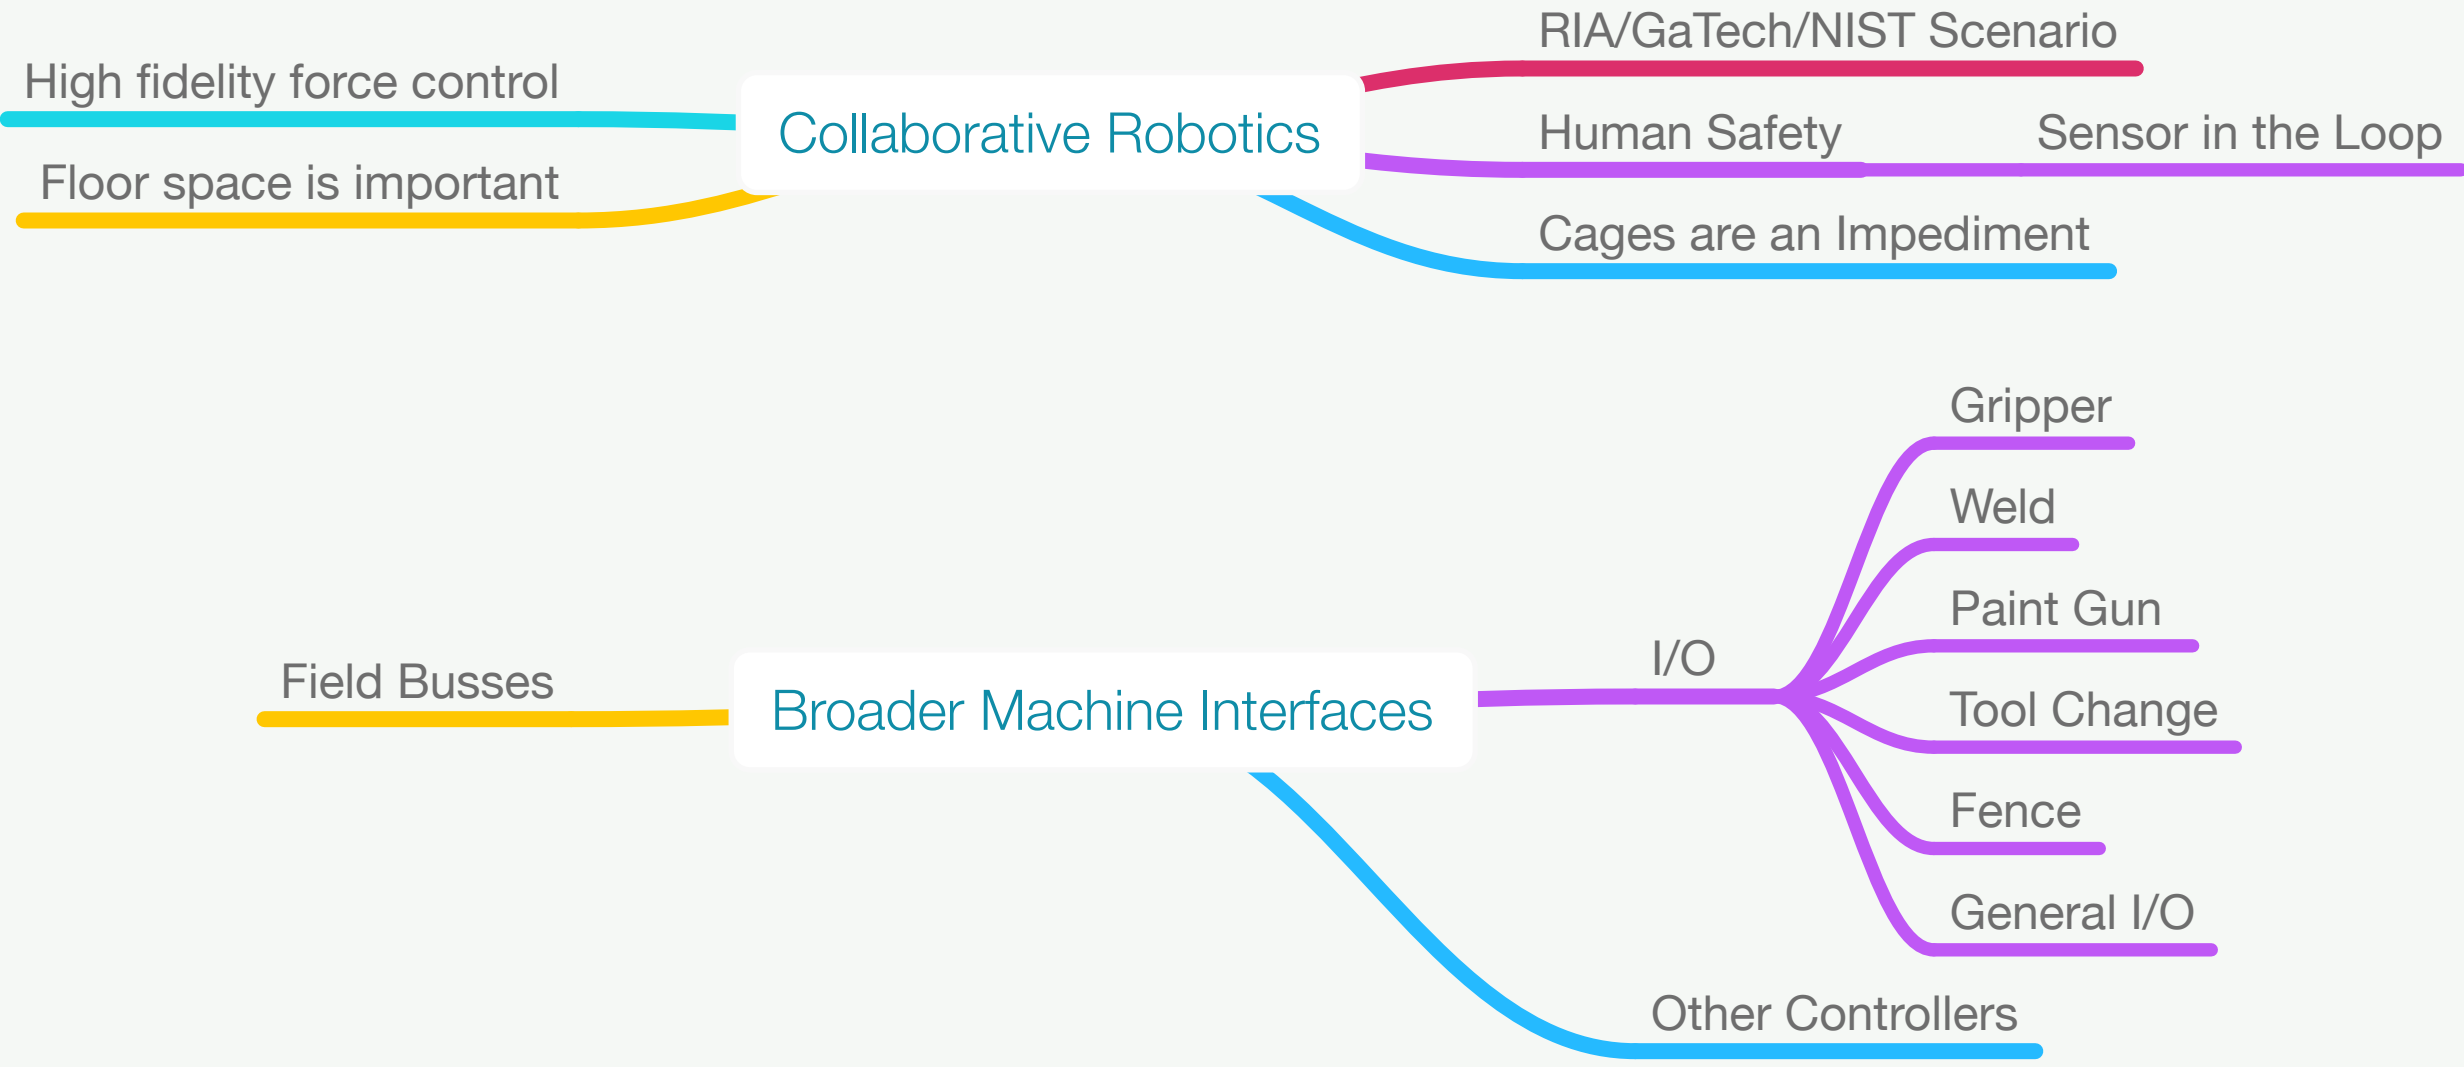 High fidelity force control
Floor space is important
Collaborative Robotics
RIA/GaTech/NIST Scenario
Human Safety
Sensor in the Loop
Cages are an Impediment
Field Busses
Broader Machine Interfaces
I/O
Gripper
Weld
Paint Gun
Tool Change
Fence
General I/O
Other Controllers